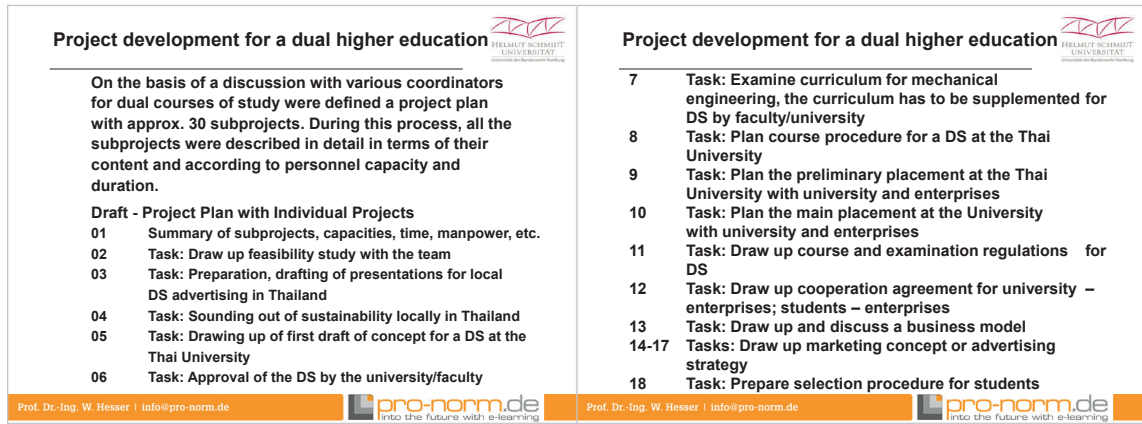 Project development for a dual higher education
HELMUT SCHMIDT
UNIVERSITÄT
Universität der Bundeswehr Hamburg
On the basis of a discussion with various coordinators
for dual courses of study were defined a project plan
with approx. 30 subprojects. During this process, all the
subprojects were described in detail in terms of their
content and according to personnel capacity and
duration.
Draft - Project Plan with Individual Projects
01 Summary of subprojects, capacities, time, manpower, etc.
02 Task: Draw up feasibility study with the team
03 Task: Preparation, drafting of presentations for local
DS advertising in Thailand
04 Task: Sounding out of sustainability locally in Thailand
05 Task: Drawing up of first draft of concept for a DS at the
Thai University
06 Task: Approval of the DS by the university/faculty
Prof. Dr.-Ing. W. Hesser | info@pro-norm.de
pro-norm.de
into the future with e-learning
Project development for a dual higher education
HELMUT SCHMIDT
UNIVERSITÄT
Universität der Bundeswehr Hamburg
7 Task: Examine curriculum for mechanical
engineering, the curriculum has to be supplemented for
DS by faculty/university
8 Task: Plan course procedure for a DS at the Thai
University
9 Task: Plan the preliminary placement at the Thai
University with university and enterprises
10 Task: Plan the main placement at the University
with university and enterprises
11 Task: Draw up course and examination regulations for
DS
12 Task: Draw up cooperation agreement for university –
enterprises; students – enterprises
13 Task: Draw up and discuss a business model
14-17 Tasks: Draw up marketing concept or advertising
strategy
18 Task: Prepare selection procedure for students
Prof. Dr.-Ing. W. Hesser | info@pro-norm.de
pro-norm.de
into the future with e-learning